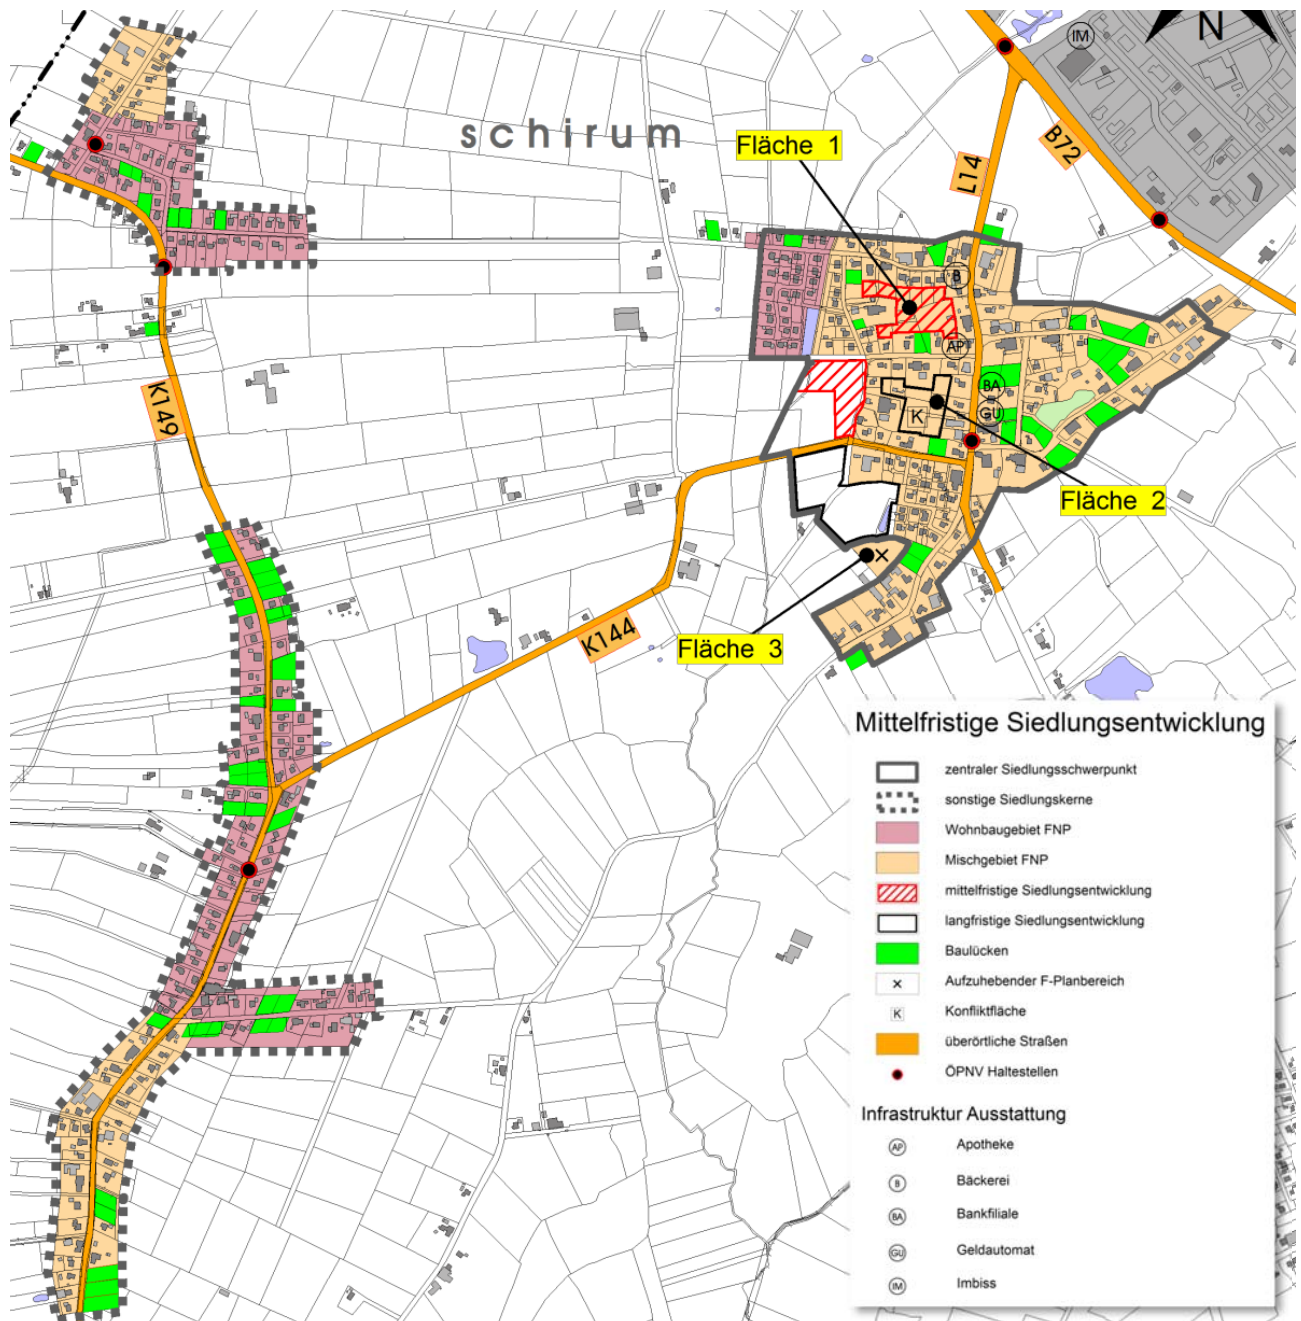 N
IM
schirum
Fläche 1
B72
L14
B
AP
BA
K149
K
GU
Fläche 2
K144
Fläche 3
Mittelfristige Siedlungsentwicklung
zentraler Siedlungsschwerpunkt
sonstige Siedlungskerne
Wohnbaugebiet FNP
Mischgebiet FNP
mittelfristige Siedlungsentwicklung
langfristige Siedlungsentwicklung
Baulücken
× Aufzuhebender F-Planbereich
K Konfliktfläche
überörtliche Straßen
ÖPNV Haltestellen
Infrastruktur Ausstattung
AP Apotheke
B Bäckerei
BA Bankfiliale
GU Geldautomat
IM Imbiss